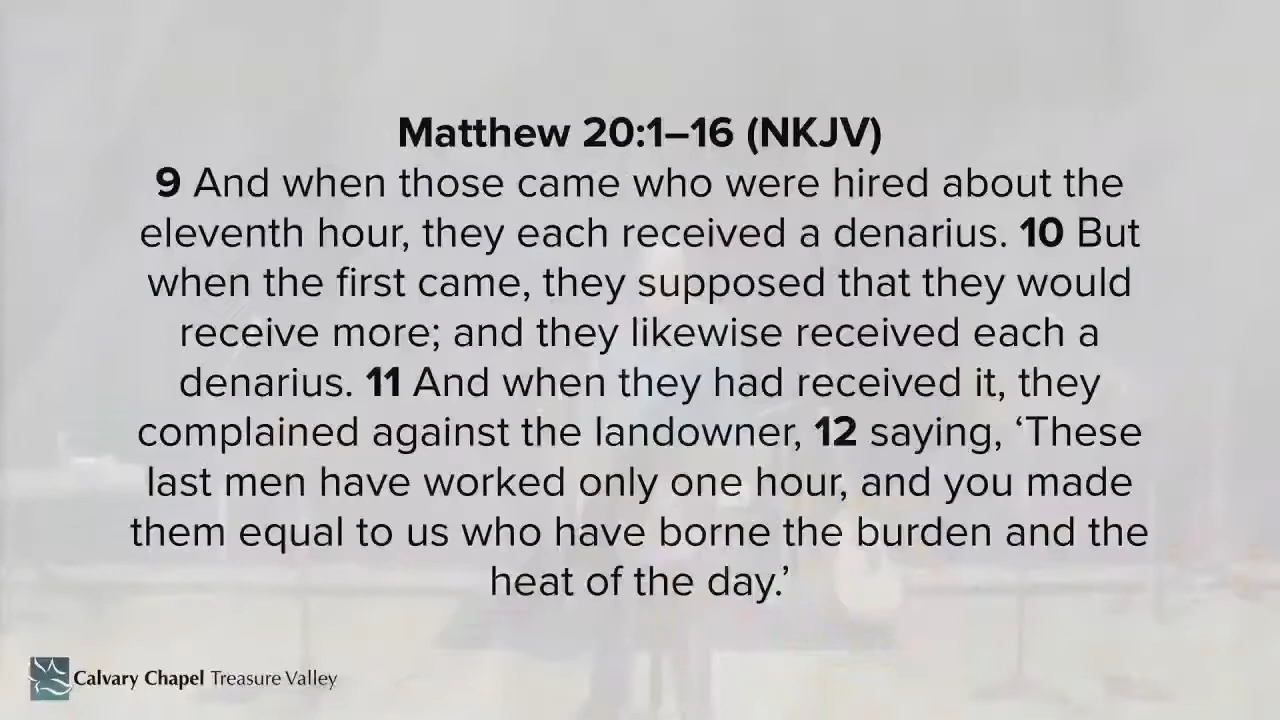 Matthew 20:1–16 (NKJV)
9 And when those came who were hired about the
eleventh hour, they each received a denarius. 10 But
when the first came, they supposed that they would
receive more; and they likewise received each a
denarius. 11 And when they had received it, they
complained against the landowner, 12 saying, ‘These
last men have worked only one hour, and you made
them equal to us who have borne the burden and the
heat of the day.’
Calvary Chapel Treasure Valley